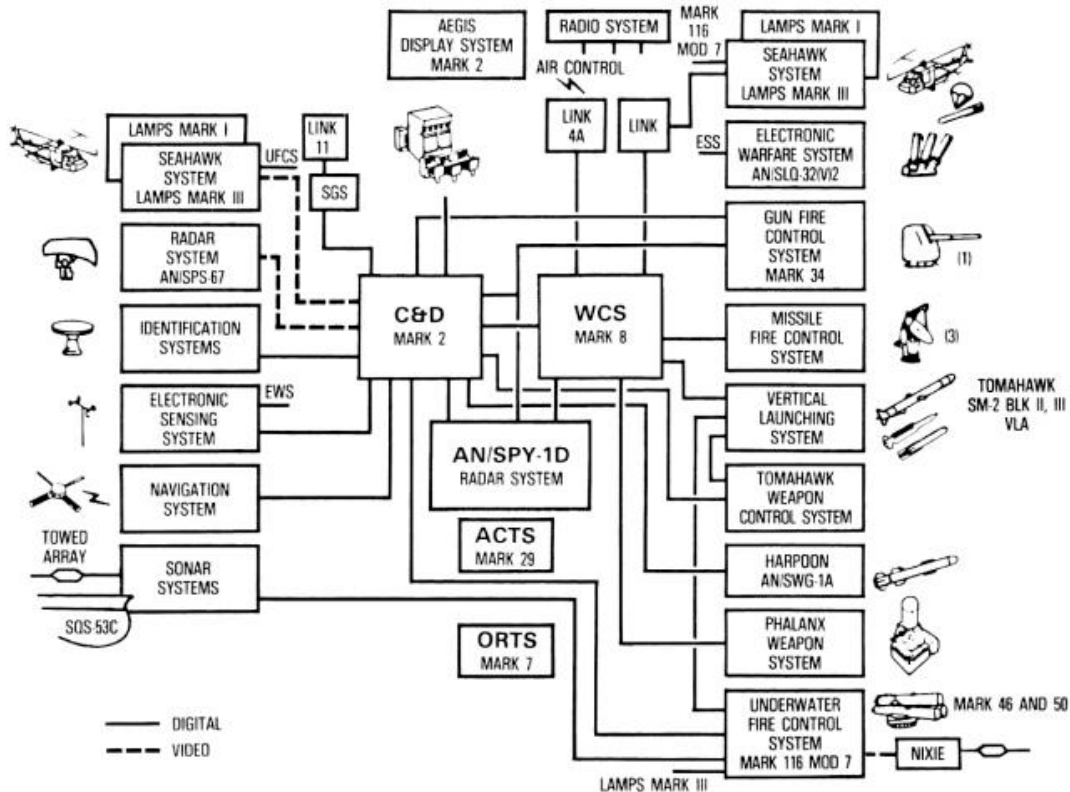 AEGIS
DISPLAY SYSTEM
MARK 2
RADIO SYSTEM
AIR CONTROL
LINK
4A
LINK
MARK
116
MOD 7
LAMPS MARK I
SEAHAWK
SYSTEM
LAMPS MARK III
LAMPS MARK I
SEAHAWK
SYSTEM
LAMPS MARK III
UFCS
LINK
11
SGS
ESS
ELECTRONIC
WARFARE SYSTEM
AN/SLQ-32(V)2
RADAR
SYSTEM
AN/SPS-67
GUN FIRE
CONTROL
SYSTEM
MARK 34
(1)
C&D
MARK 2
WCS
MARK 8
IDENTIFICATION
SYSTEMS
MISSILE
FIRE CONTROL
SYSTEM
(3)
ELECTRONIC
SENSING
SYSTEM
EWS
VERTICAL
LAUNCHING
SYSTEM
TOMAHAWK
SM-2 BLK II, III
VLA
AN/SPY-1D
RADAR SYSTEM
NAVIGATION
SYSTEM
TOMAHAWK
WEAPON
CONTROL SYSTEM
ACTS
MARK 29
TOWED
ARRAY
SONAR
SYSTEMS
SQS-53C
HARPOON
AN/SWG-1A
ORTS
MARK 7
PHALANX
WEAPON
SYSTEM
UNDERWATER
FIRE CONTROL
SYSTEM
MARK 116 MOD 7
MARK 46 AND 50
NIXIE
LAMPS MARK III
DIGITAL
VIDEO